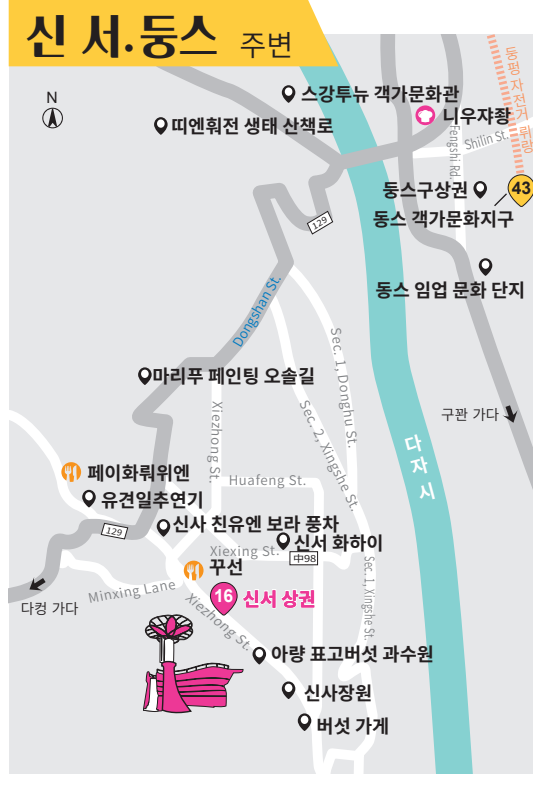 신 서.둥스 주변
N
스강투뉴 객가문화관
니우쟈좡
띠엔훠전 생태 산책로
둥펑 자전거 뤼랑
Fengshi Rd.
Shilin St.
둥스구상권
43
동스 객가문화지구
129
동스 임업 문화 단지
Dongshan St.
Sec. 1, Donghu St.
마리푸 페인팅 오솔길
Xiezhong St.
Sec. 2, Xingshe St.
구꽌 가다
다자시
페이화뤄위엔
Huafeng St.
유견일추연기
신사 친유엔 보라 풍차
129
신서 화하이
Xiexing St.
中98
꾸선
Sec. 1, Xingshe St.
다컹 가다
Minxing Lane
16
신서 상권
Xiezhong St.
아량 표고버섯 과수원
신사장원
버섯 가게